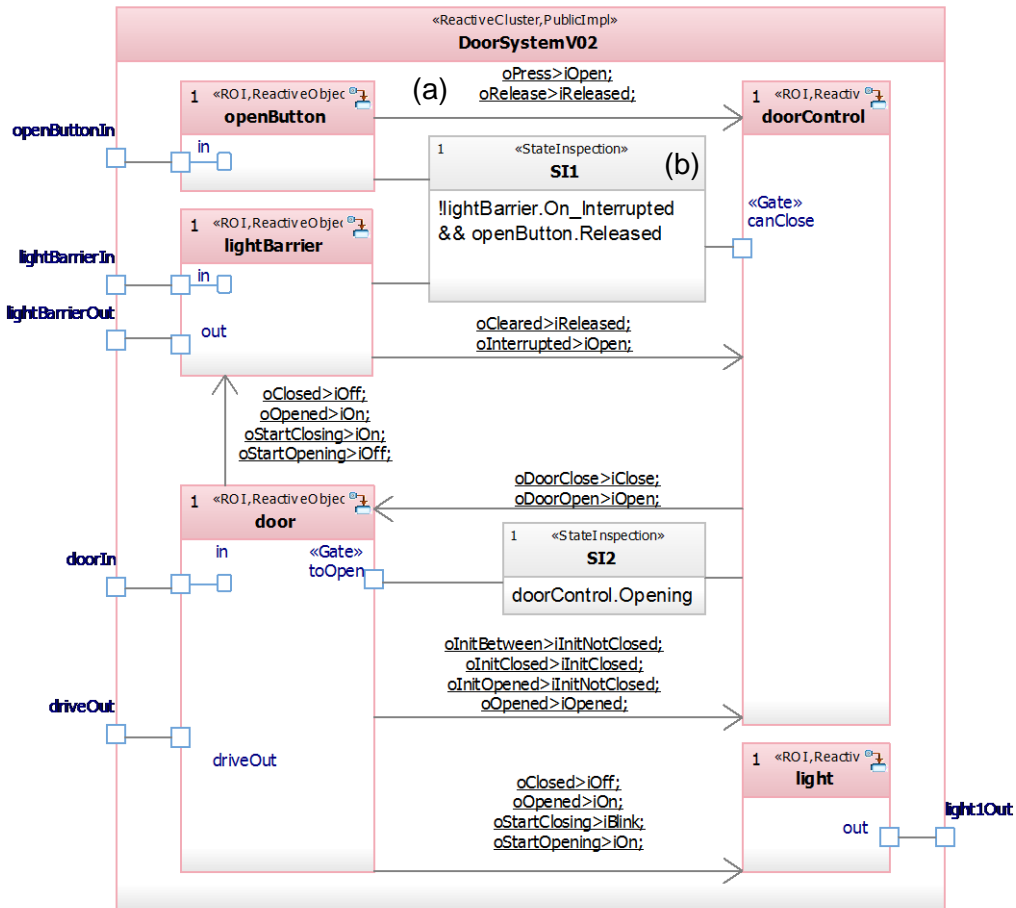 «ReactiveCluster,PublicImpl»
DoorSystemV02
1 «ROI,ReactiveObjec
openButton
(a)
oPress>iOpen;
oRelease>iReleased;
1 «ROI,Reactiv
doorControl
openButtonIn
in
1 «StateInspection» (b)
SI1
!lightBarrier.On_Interrupted
&& openButton.Released
«Gate»
canClose
1 «ROI,ReactiveObjec
lightBarrier
lightBarrierIn
in
lightBarrierOut
out
oCleared>iReleased;
oInterrupted>iOpen;
oClosed>iOff;
oOpened>iOn;
oStartClosing>iOn;
oStartOpening>iOff;
oDoorClose>iClose;
oDoorOpen>iOpen;
1 «ROI,ReactiveObjec
door
doorIn
in
«Gate»
toOpen
1 «StateInspection»
SI2
doorControl.Opening
oInitBetween>iInitNotClosed;
oInitClosed>iInitClosed;
oInitOpened>iInitNotClosed;
oOpened>iOpened;
driveOut
driveOut
1 «ROI,Reactiv
light
oClosed>iOff;
oOpened>iOn;
oStartClosing>iBlink;
oStartOpening>iOn;
out
light1Out